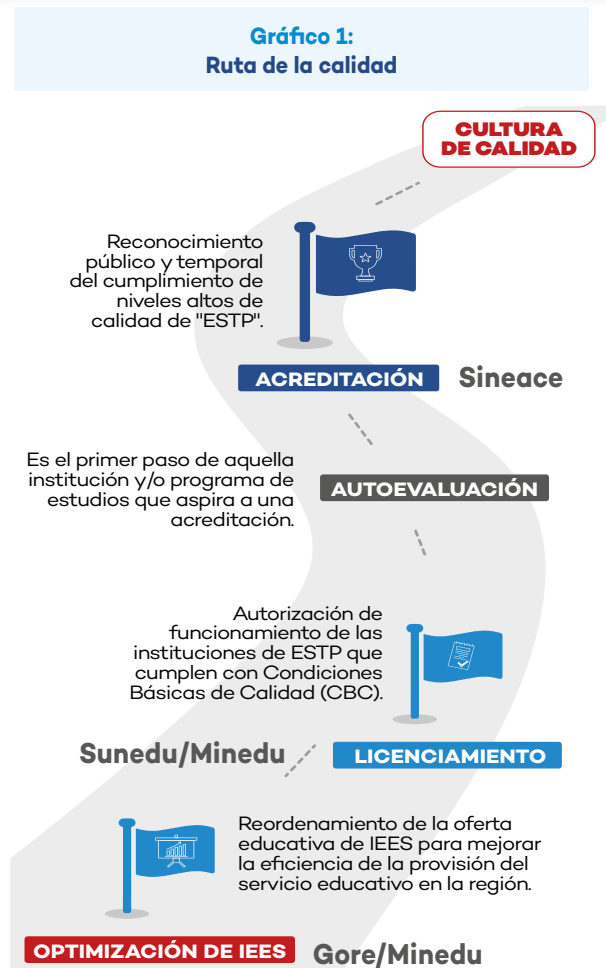 Gráfico 1:
Ruta de la calidad
CULTURA
DE CALIDAD
Reconocimiento
público y temporal
del cumplimiento de
niveles altos de
calidad de "ESTP".
ACREDITACIÓN
Sineace
Es el primer paso de aquella
institución y/o programa de
estudios que aspira a una
acreditación.
AUTOEVALUACIÓN
Autorización de
funcionamiento de las
instituciones de ESTP que
cumplen con Condiciones
Básicas de Calidad (CBC).
Sunedu/Minedu
LICENCIAMIENTO
Reordenamiento de la oferta
educativa de IEES para mejorar
la eficiencia de la provisión del
servicio educativo en la región.
OPTIMIZACIÓN DE IEES
Gore/Minedu